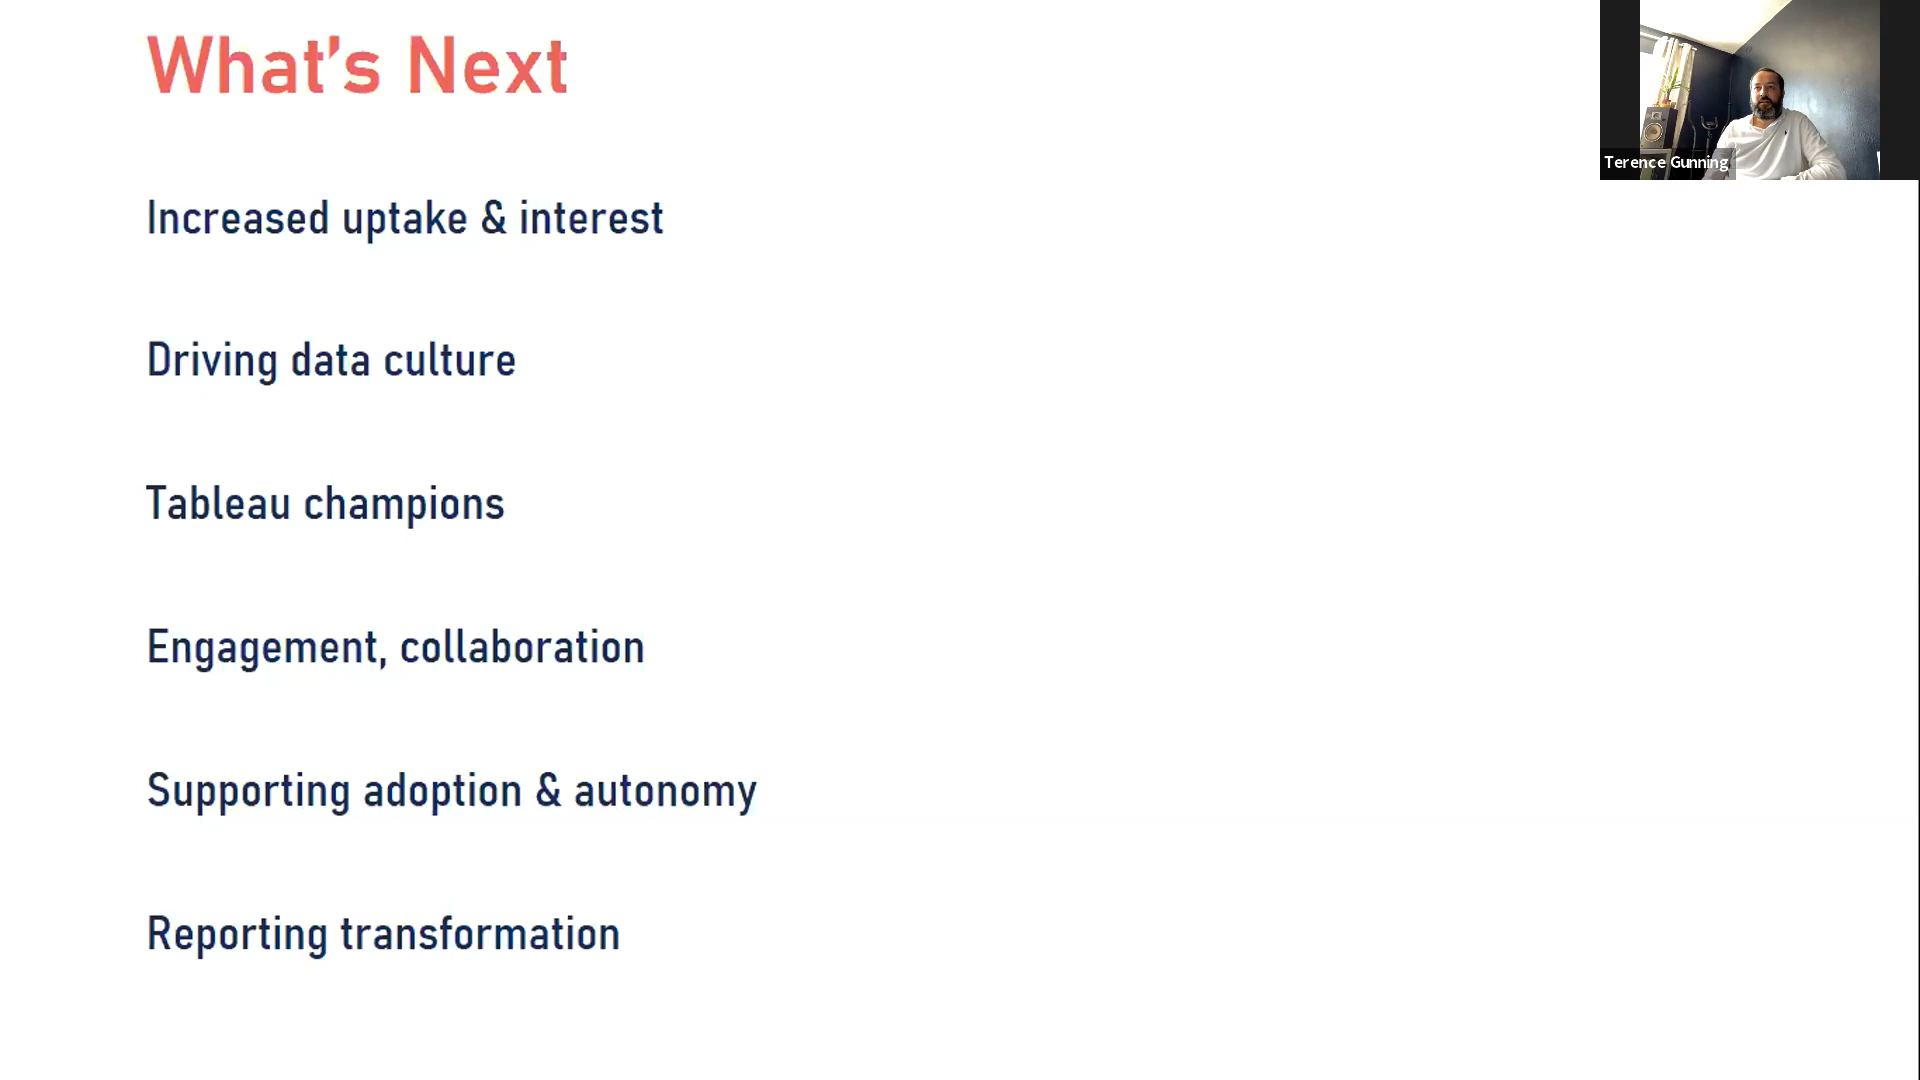 What's Next
Terence Gunning
Increased uptake & interest
Driving data culture
Tableau champions
Engagement, collaboration
Supporting adoption & autonomy
Reporting transformation